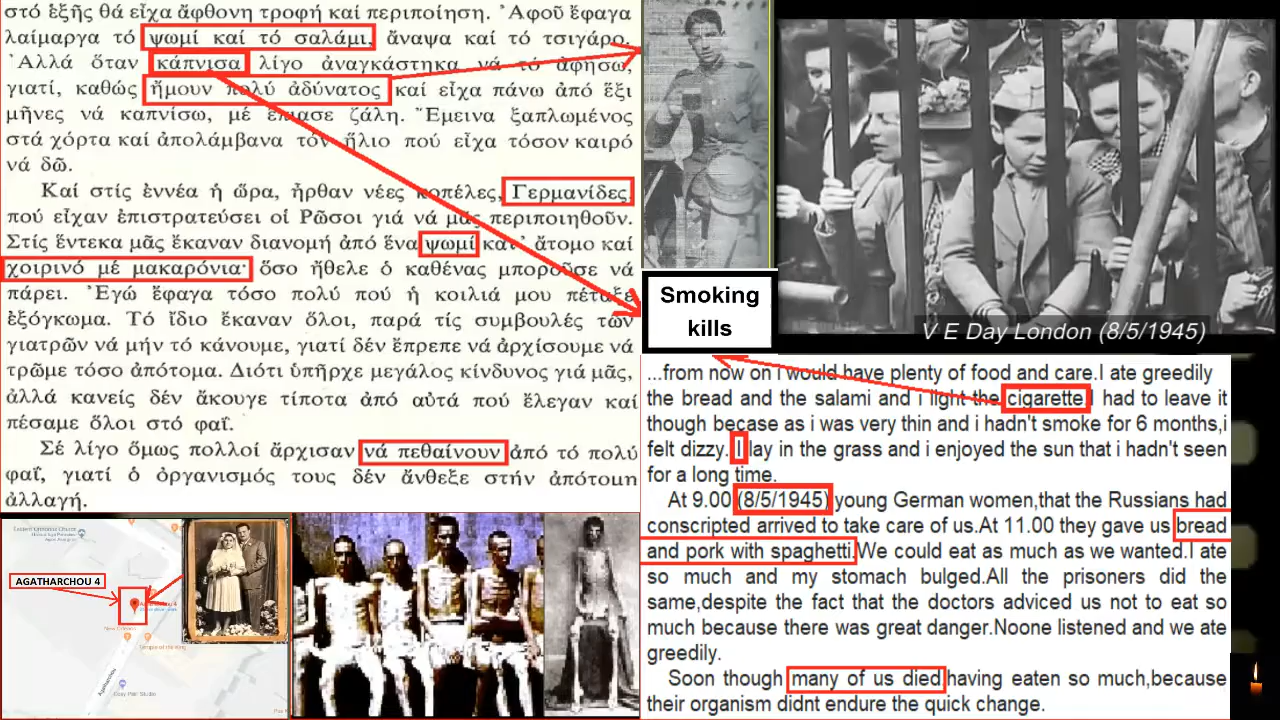 στό ἑξῆς θά εἶχα ἄφθονη τροφή καί περιποίηση. Ἀφοῦ ἔφαγα
λαίμαργα τό ψωμί καί τό σαλάμι, ἄναψα καί τό τσιγάρο.
Ἀλλά ὅταν κάπνισα λίγο ἀναγκάστηκα νά τό ἀφήσω,
γιατί, καθώς ἤμουν πολύ ἀδύνατος καί εἶχα πάνω ἀπό ἕξι
μῆνες νά καπνίσω, μέ ἔπιασε ζάλη. Ἔμεινα ξαπλωμένος
στά χόρτα καί ἀπολάμβανα τόν ἥλιο πού εἶχα τόσον καιρό
νά δῶ.
Καί στίς ἐννέα ἡ ὥρα, ἦρθαν νέες κοπέλες, Γερμανίδες,
πού εἶχαν ἐπιστρατεύσει οἱ Ρῶσοι γιά νά μᾶς περιποιηθοῦν.
Στίς ἕντεκα μᾶς ἔκαναν διανομή ἀπό ἕνα ψωμί κατ' ἄτομο καί
χοιρινό μέ μακαρόνια· ὅσο ἤθελε ὁ καθένας μποροῦσε νά
πάρει. Ἐγώ ἔφαγα τόσο πολύ πού ἡ κοιλιά μου πέταξε
ἐξόγκωμα. Τό ἴδιο ἔκαναν ὅλοι, παρά τίς συμβουλές τῶν
γιατρῶν νά μήν τό κάνουμε, γιατί δέν ἔπρεπε νά ἀρχίσουμε νά
τρῶμε τόσο ἀπότομα. Διότι ὑπῆρχε μεγάλος κίνδυνος γιά μᾶς,
ἀλλά κανείς δέν ἄκουγε τίποτα ἀπό αὐτά πού ἔλεγαν καί
πέσαμε ὅλοι στό φαΐ.
Σέ λίγο ὅμως πολλοί ἄρχισαν νά πεθαίνουν ἀπό τό πολύ
φαΐ, γιατί ὁ ὀργανισμός τους δέν ἄνθεξε στήν ἀπότομη
ἀλλαγή.
AGATHARCHOU 4
Smoking
kills
V E Day London (8/5/1945)
...from now on i would have plenty of food and care.I ate greedily
the bread and the salami and i light the cigarette I had to leave it
though becase as i was very thin and i hadn't smoke for 6 months,i
felt dizzy. I lay in the grass and i enjoyed the sun that i hadn't seen
for a long time.
At 9.00 (8/5/1945) young German women,that the Russians had
conscripted arrived to take care of us.At 11.00 they gave us bread
and pork with spaghetti.We could eat as much as we wanted.I ate
so much and my stomach bulged.All the prisoners did the
same,despite the fact that the doctors adviced us not to eat so
much because there was great danger.Noone listened and we ate
greedily.
Soon though many of us died,having eaten so much,because
their organism didnt endure the quick change.